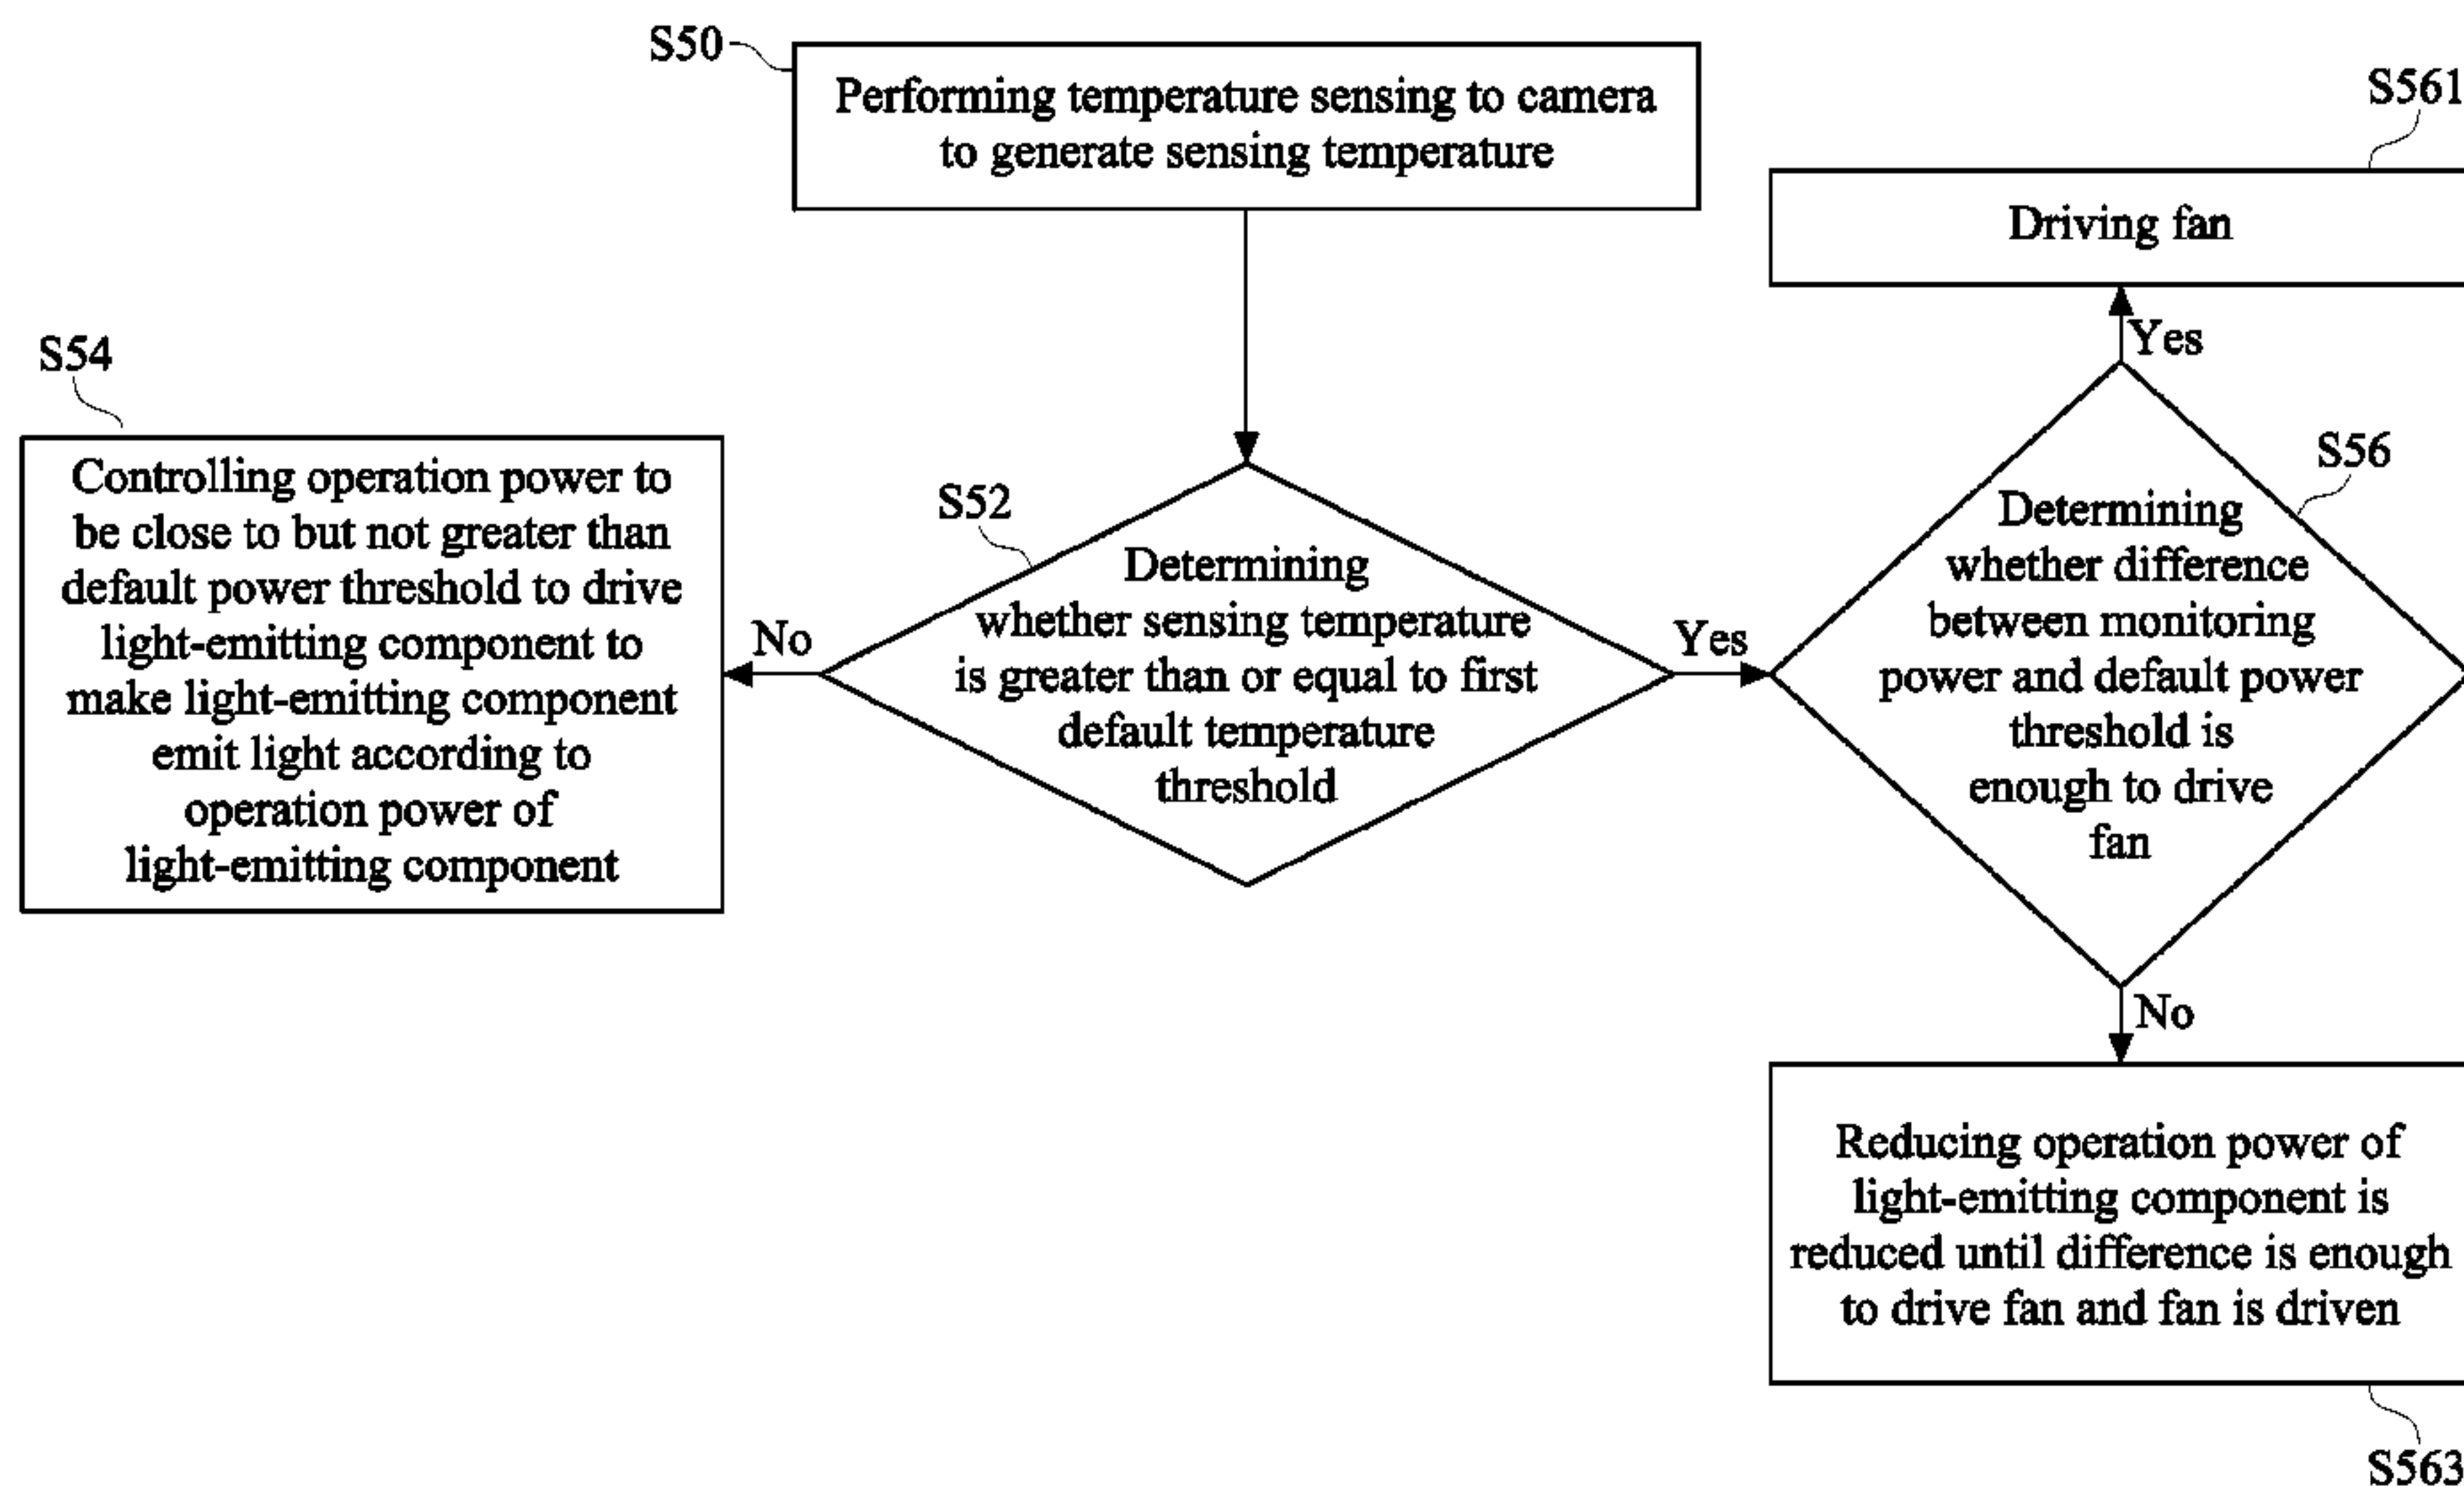 S50
Performing temperature sensing to camera
to generate sensing temperature
S561
Driving fan
Yes
S54
Controlling operation power to
be close to but not greater than
default power threshold to drive
light-emitting component to
make light-emitting component
emit light according to
operation power of
light-emitting component
No
S52
Determining
whether sensing temperature
is greater than or equal to first
default temperature
threshold
Yes
S56
Determining
whether difference
between monitoring
power and default power
threshold is
enough to drive
fan
No
Reducing operation power of
light-emitting component is
reduced until difference is enough
to drive fan and fan is driven
S563